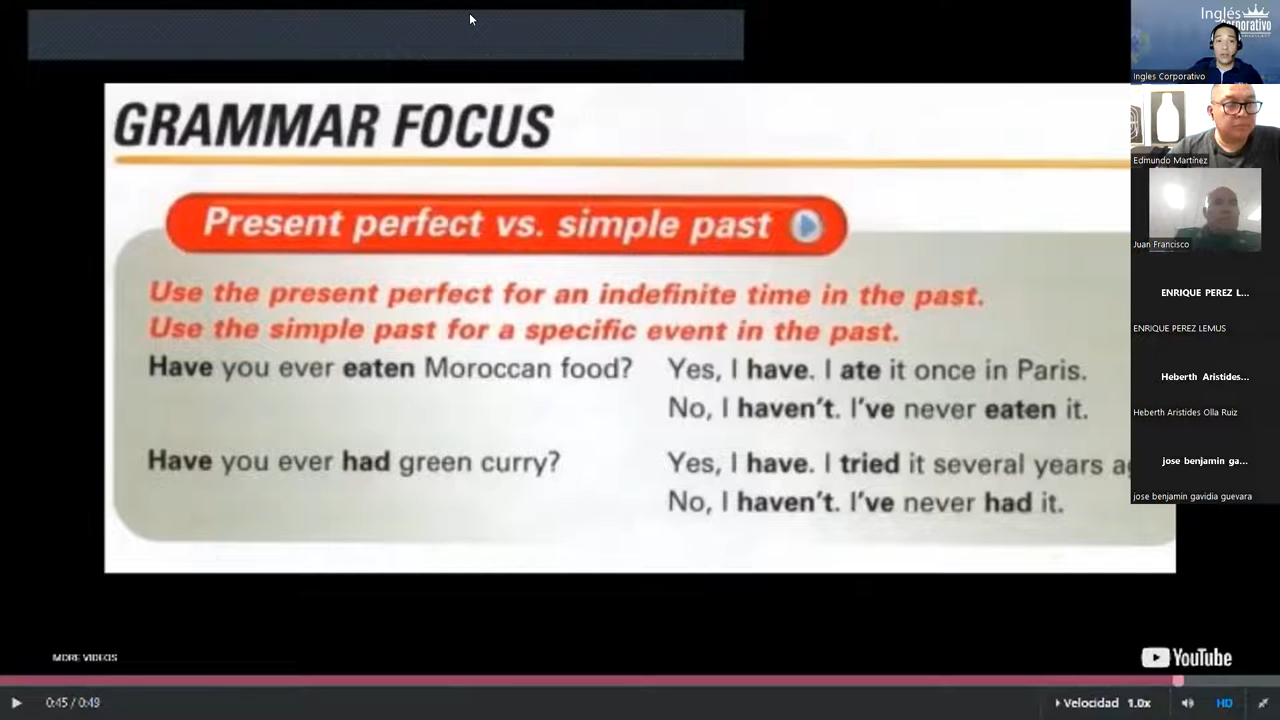 GRAMMAR FOCUS
Present perfect vs. simple past
Use the present perfect for an indefinite time in the past.
Use the simple past for a specific event in the past.
Have you ever eaten Moroccan food?
Yes, I have. I ate it once in Paris.
No, I haven't. I've never eaten it.
Have you ever had green curry?
Yes, I have. I tried it several years
No, I haven't. I've never had it.
MORE VIDEOS
YouTube
0:45 / 0:49
Velocidad 1.0x
HD
Inglés
Corporativo
Ingles Corporativo
Edmundo Martínez
Juan Francisco
ENRIQUE PEREZ L...
ENRIQUE PEREZ LEMUS
Heberth Aristides...
Heberth Aristides Olla Ruiz
jose benjamin ga...
jose benjamin gavidia guevara